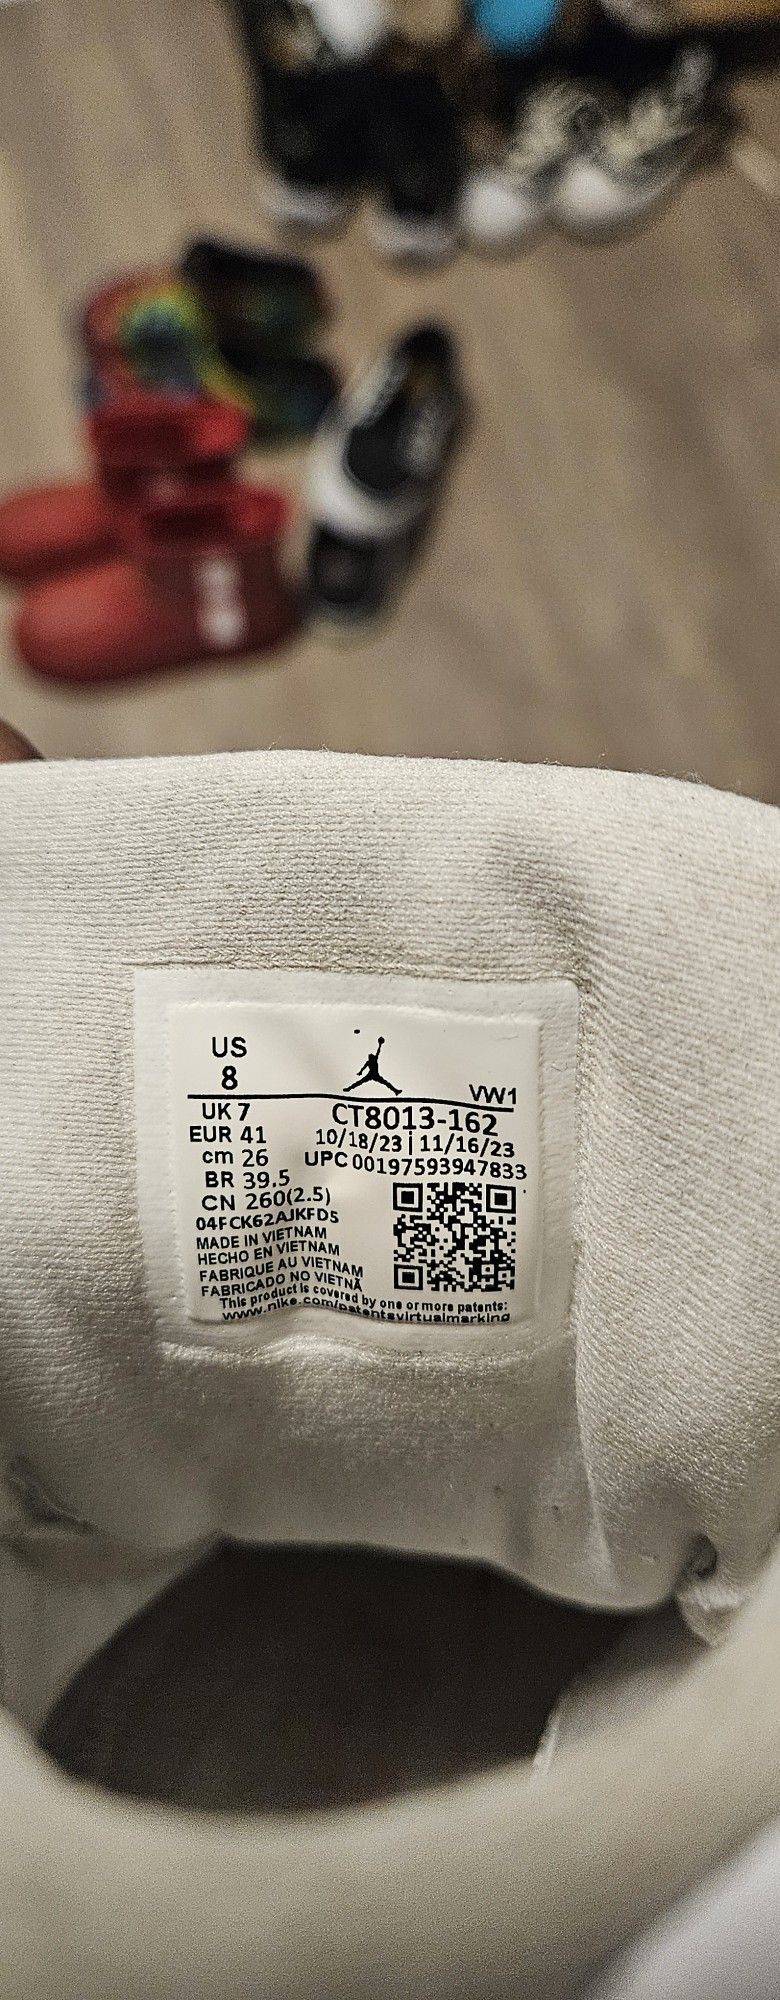 US
8
VW1
UK 7
CT8013-162
EUR 41
10/18/23 | 11/16/23
cm 26
UPC 00197593947833
BR 39.5
CN 260(2.5)
04FCK62AJKFD5
MADE IN VIETNAM
HECHO EN VIETNAM
FABRIQUE AU VIETNAM
FABRICADO NO VIETNÃ
This product is covered by one or more patents:
www.nike.com/patentsvirtualmarking